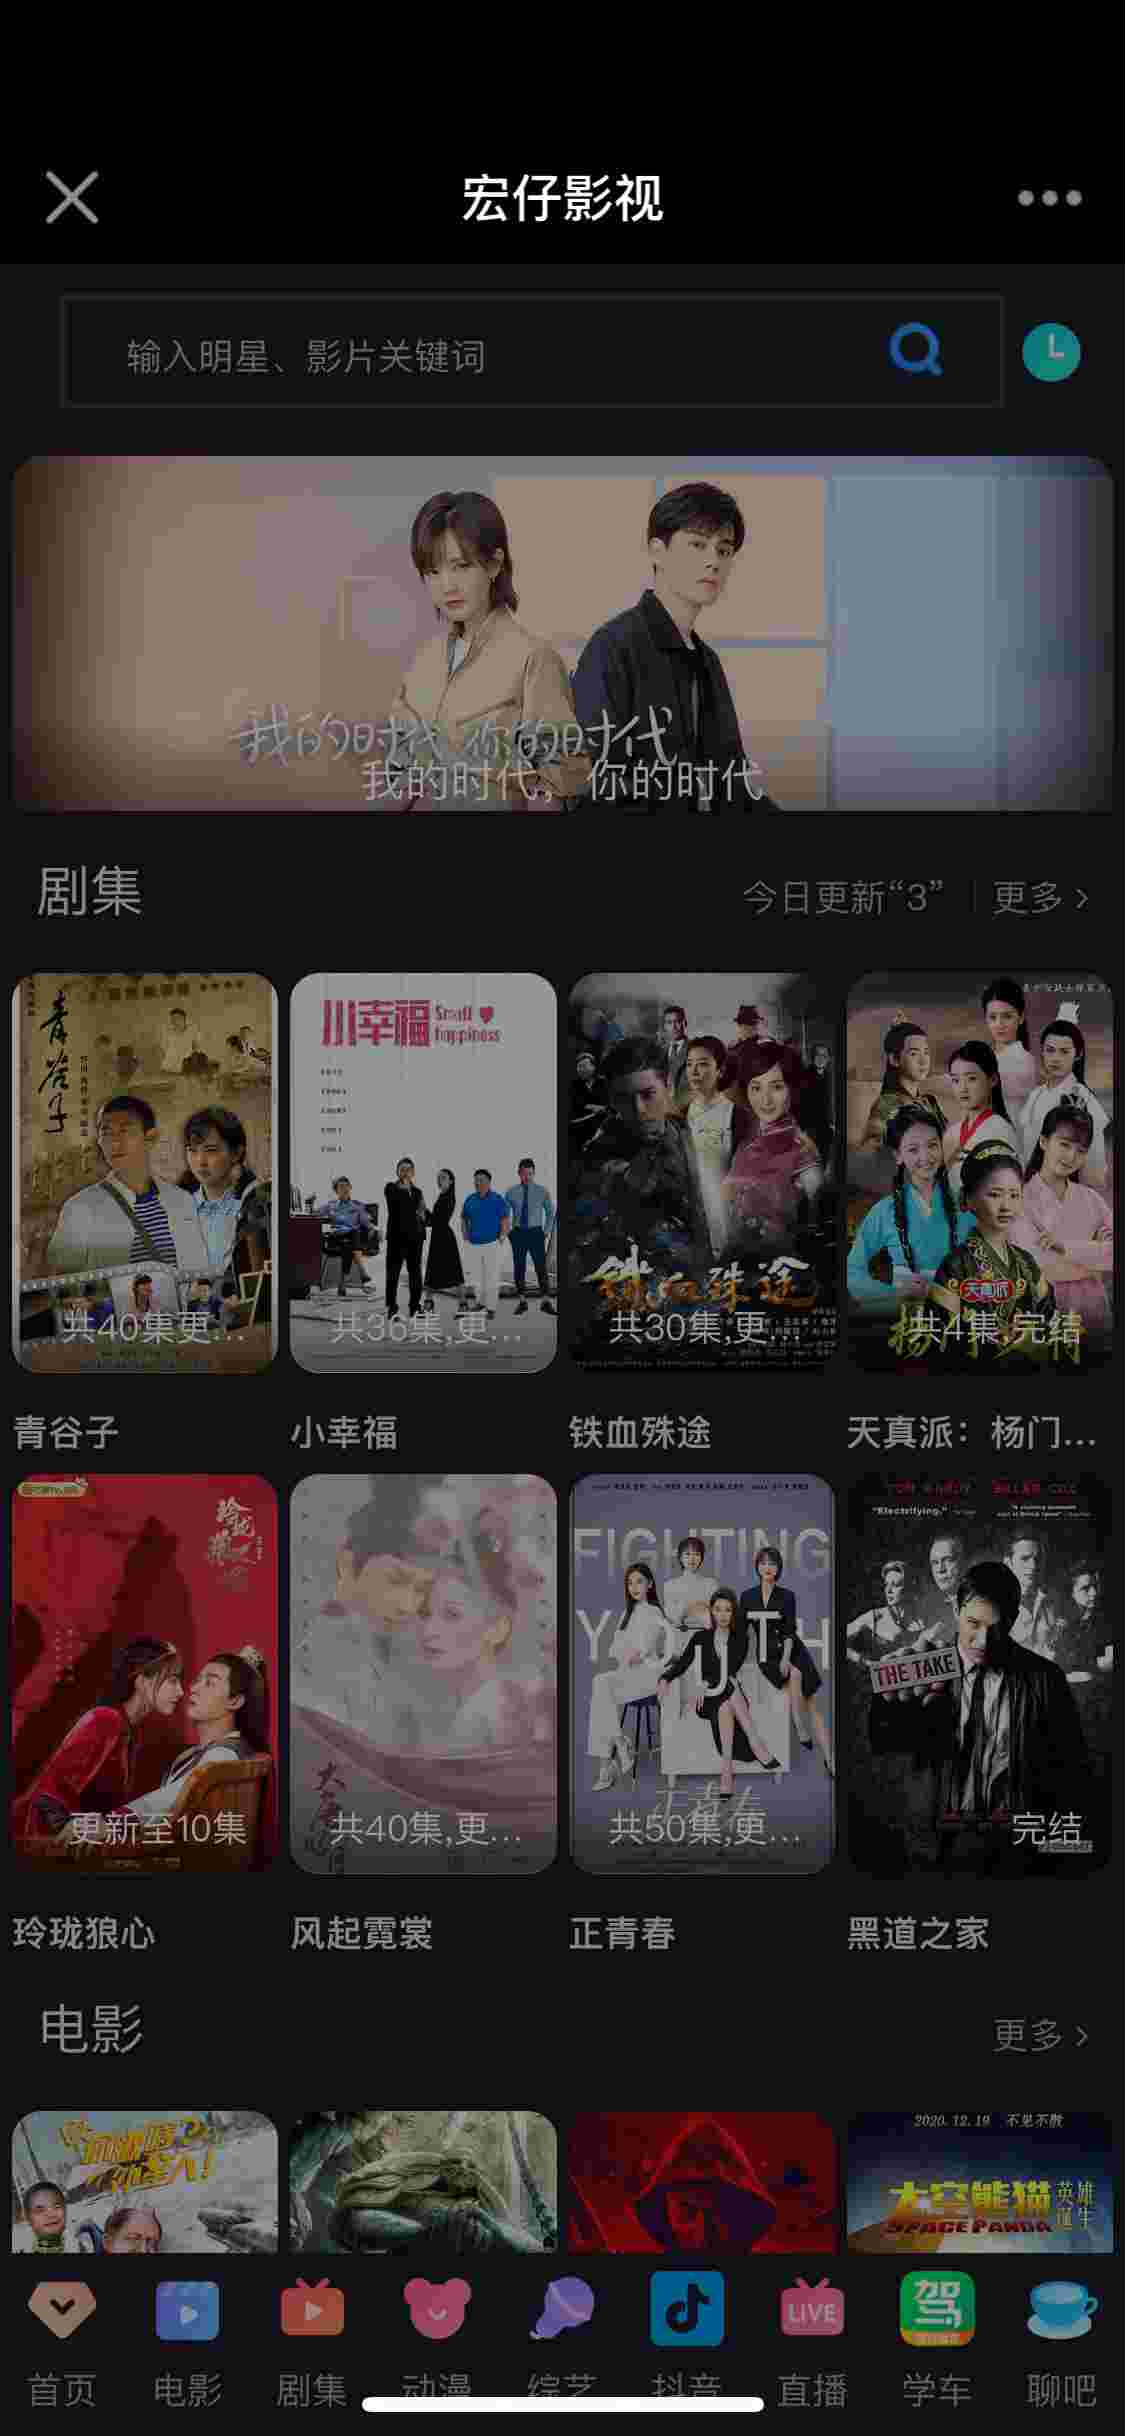 宏仔影视
输入明星、影片关键词
我的时代 你的时代
我的时代，你的时代
剧集
今日更新“3” 更多 >
青谷子
小幸福 Small happiness
铁血殊途
天真派
共40集更...
共36集,更...
共30集,更...
共4集,完结
青谷子
小幸福
铁血殊途
天真派：杨门...
FIGHTING YOUTH
正青春
"Electrifying."
THE TAKE
更新至10集
共40集,更...
共50集,更...
完结
玲珑狼心
风起霓裳
正青春
黑道之家
电影
更多 >
2020.12.19 不见不散
太空熊猫英雄诞生
SPACE PANDA
LIVE
驾
首页
电影
剧集
动漫
综艺
抖音
直播
学车
聊吧